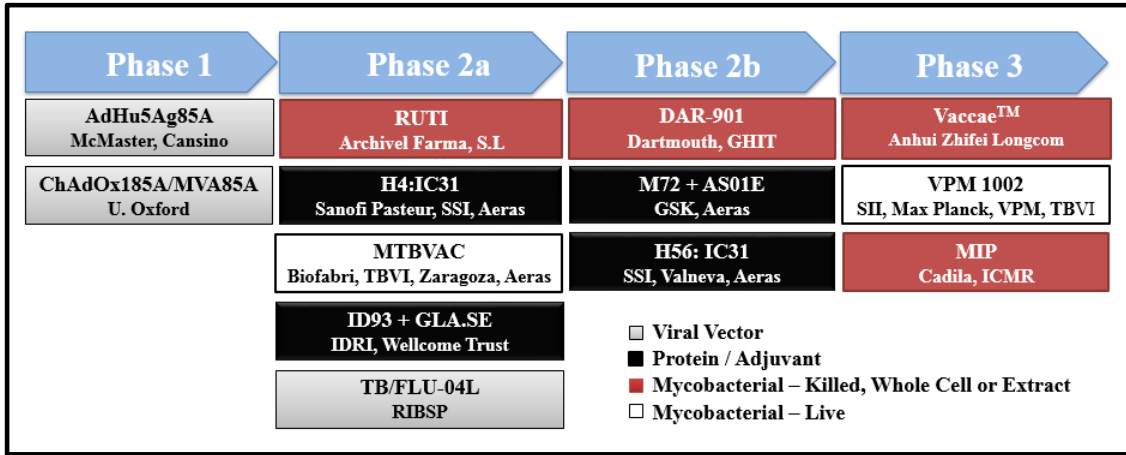 Phase 1
Phase 2a
Phase 2b
Phase 3
AdHu5Ag85A
McMaster, Cansino
ChAdOx185A/MVA85A
U. Oxford
RUTI
Archivel Farma, S.L
H4:IC31
Sanofi Pasteur, SSI, Aeras
MTBVAC
Biofabri, TBVI, Zaragoza, Aeras
ID93 + GLA.SE
IDRI, Wellcome Trust
TB/FLU-04L
RIBSP
DAR-901
Dartmouth, GHIT
M72 + AS01E
GSK, Aeras
H56: IC31
SSI, Valneva, Aeras
Vaccae™
Anhui Zhifei Longcom
VPM 1002
SII, Max Planck, VPM, TBVI
MIP
Cadila, ICMR
Viral Vector
Protein / Adjuvant
Mycobacterial – Killed, Whole Cell or Extract
Mycobacterial – Live